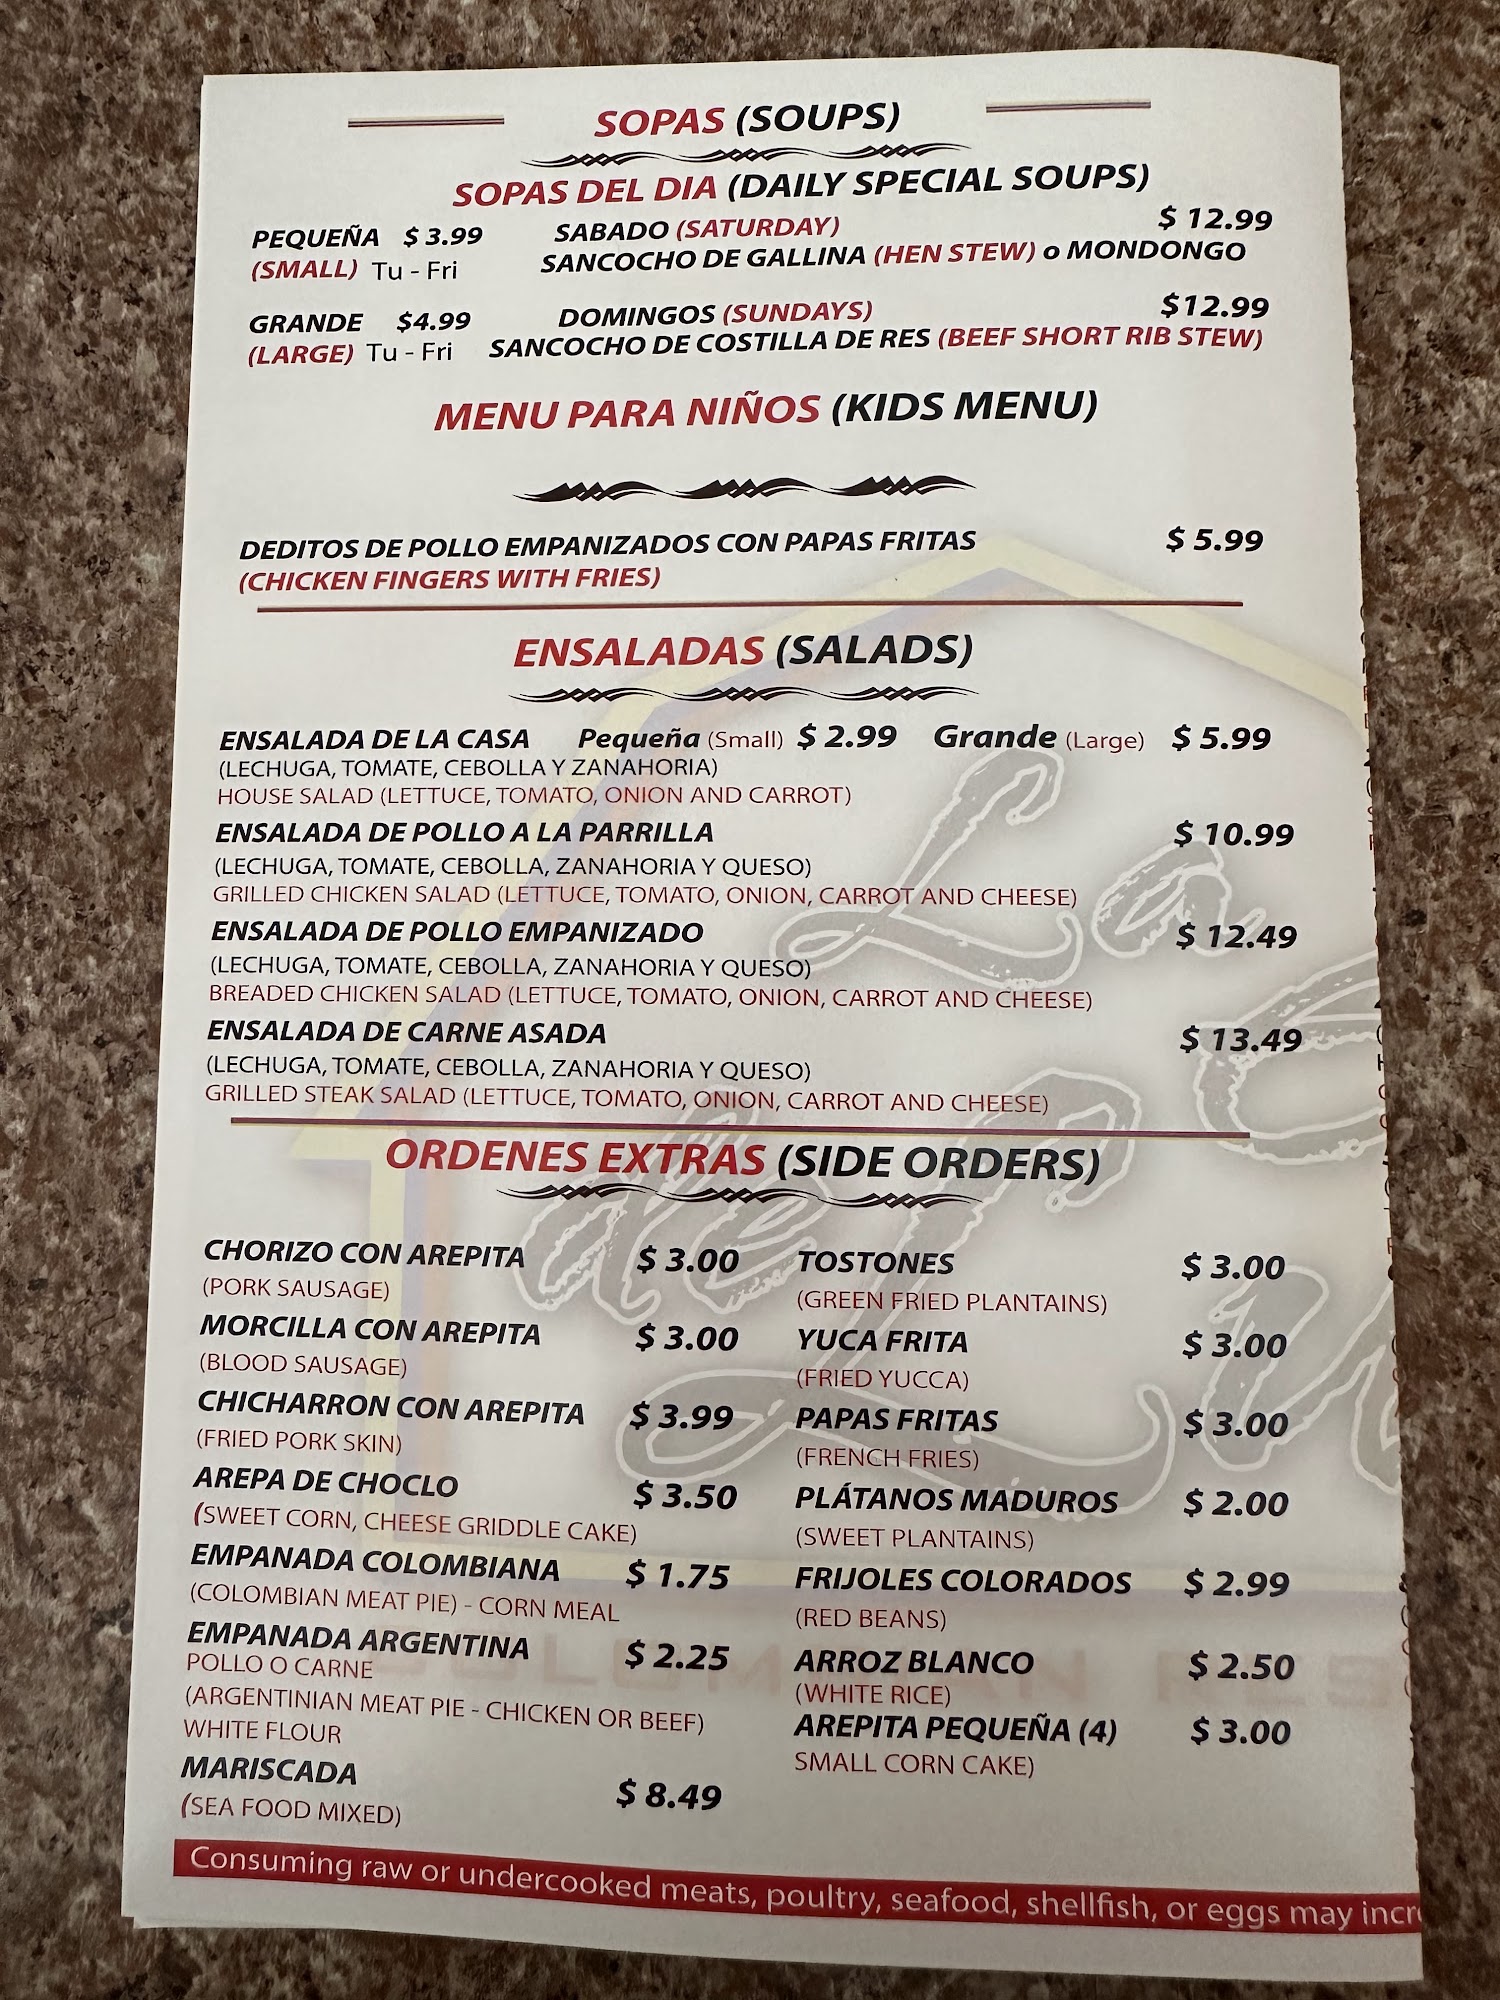 SOPAS (SOUPS)
SOPAS DEL DIA (DAILY SPECIAL SOUPS)
PEQUEÑA $ 3.99
(SMALL) Tu - Fri
SABADO (SATURDAY) $ 12.99
SANCOCHO DE GALLINA (HEN STEW) o MONDONGO
GRANDE $4.99
(LARGE) Tu - Fri
DOMINGOS (SUNDAYS) $12.99
SANCOCHO DE COSTILLA DE RES (BEEF SHORT RIB STEW)
MENU PARA NIÑOS (KIDS MENU)
DEDITOS DE POLLO EMPANIZADOS CON PAPAS FRITAS $ 5.99
(CHICKEN FINGERS WITH FRIES)
ENSALADAS (SALADS)
ENSALADA DE LA CASA Pequeña (Small) $ 2.99 Grande (Large) $ 5.99
(LECHUGA, TOMATE, CEBOLLA Y ZANAHORIA)
HOUSE SALAD (LETTUCE, TOMATO, ONION AND CARROT)
ENSALADA DE POLLO A LA PARRILLA $ 10.99
(LECHUGA, TOMATE, CEBOLLA, ZANAHORIA Y QUESO)
GRILLED CHICKEN SALAD (LETTUCE, TOMATO, ONION, CARROT AND CHEESE)
ENSALADA DE POLLO EMPANIZADO $ 12.49
(LECHUGA, TOMATE, CEBOLLA, ZANAHORIA Y QUESO)
BREADED CHICKEN SALAD (LETTUCE, TOMATO, ONION, CARROT AND CHEESE)
ENSALADA DE CARNE ASADA $ 13.49
(LECHUGA, TOMATE, CEBOLLA, ZANAHORIA Y QUESO)
GRILLED STEAK SALAD (LETTUCE, TOMATO, ONION, CARROT AND CHEESE)
ORDENES EXTRAS (SIDE ORDERS)
CHORIZO CON AREPITA $ 3.00
(PORK SAUSAGE)
MORCILLA CON AREPITA $ 3.00
(BLOOD SAUSAGE)
CHICHARRON CON AREPITA $ 3.99
(FRIED PORK SKIN)
AREPA DE CHOCLO $ 3.50
(SWEET CORN, CHEESE GRIDDLE CAKE)
EMPANADA COLOMBIANA $ 1.75
(COLOMBIAN MEAT PIE) - CORN MEAL
EMPANADA ARGENTINA $ 2.25
POLLO O CARNE
(ARGENTINIAN MEAT PIE - CHICKEN OR BEEF)
WHITE FLOUR
MARISCADA $ 8.49
(SEA FOOD MIXED)
TOSTONES $ 3.00
(GREEN FRIED PLANTAINS)
YUCA FRITA $ 3.00
(FRIED YUCCA)
PAPAS FRITAS $ 3.00
(FRENCH FRIES)
PLÁTANOS MADUROS $ 2.00
(SWEET PLANTAINS)
FRIJOLES COLORADOS $ 2.99
(RED BEANS)
ARROZ BLANCO $ 2.50
(WHITE RICE)
AREPITA PEQUEÑA (4) $ 3.00
SMALL CORN CAKE)
Consuming raw or undercooked meats, poultry, seafood, shellfish, or eggs may incr